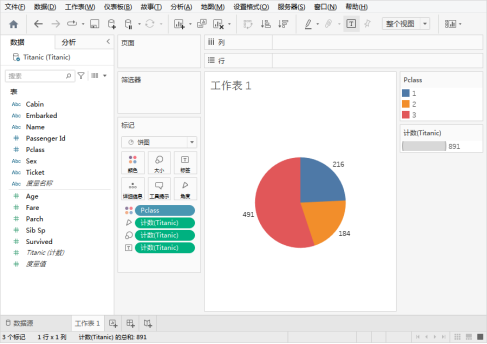 文件(F) 数据(D) 工作表(W) 仪表板(B) 故事(T) 分析(A) 地图(M) 设置格式(O) 服务器(S) 窗口(N) 帮助(H)
整个视图
数据 分析
Titanic (Titanic)
搜索
表
Abc Cabin
Abc Embarked
Abc Name
# Passenger Id
# Pclass
Abc Sex
Abc Ticket
Abc 度量名称
# Age
# Fare
# Parch
# Sib Sp
# Survived
# Titanic (计数)
# 度量值
页面
筛选器
标记
饼图
颜色 大小 标签
详细信息 工具提示 角度
Pclass
计数(Titanic)
计数(Titanic)
计数(Titanic)
列
行
工作表 1
216
184
491
Pclass
1
2
3
计数(Titanic)
891
数据源 工作表 1
3 个标记 1 行 x 1 列 计数(Titanic) 的总和: 891